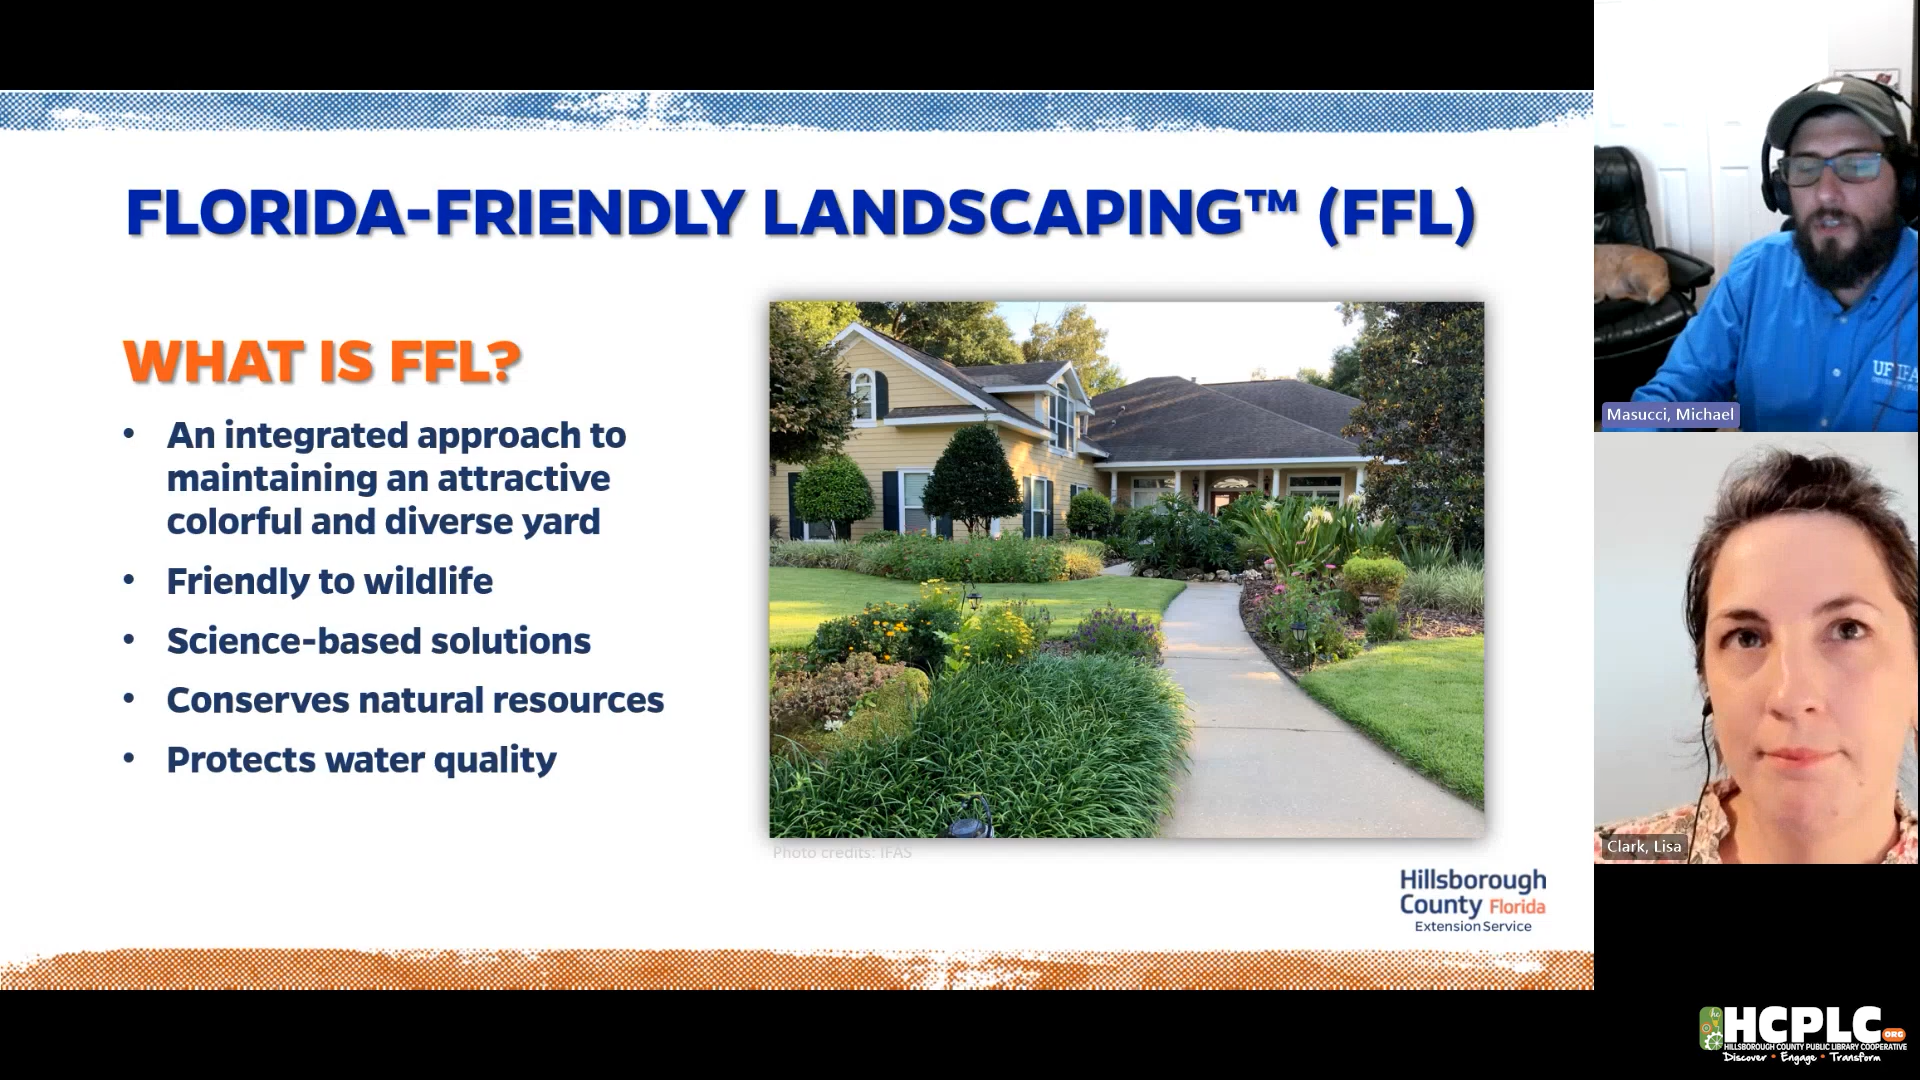 FLORIDA-FRIENDLY LANDSCAPING™ (FFL)
WHAT IS FFL?
• An integrated approach to
maintaining an attractive
colorful and diverse yard
• Friendly to wildlife
• Science-based solutions
• Conserves natural resources
• Protects water quality
Photo credits: IFAS
Hillsborough
County Florida
Extension Service
UF IFA
Masucci, Michael
Clark, Lisa
HCPLC.ORG
HILLSBOROUGH COUNTY PUBLIC LIBRARY COOPERATIVE
Discover • Engage • Transform